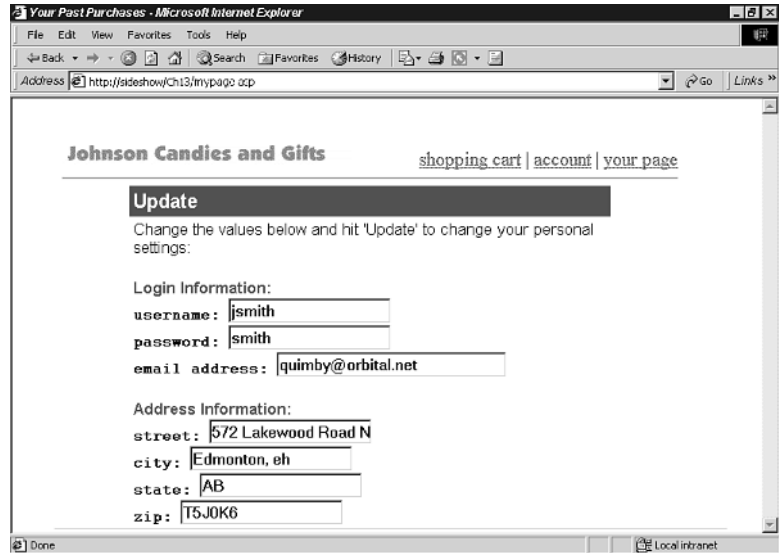 Your Past Purchases - Microsoft Internet Explorer
File Edit View Favorites Tools Help
Back Search Favorites History
Address http://sideshow/Ch13/mypage.asp Go Links »
Johnson Candies and Gifts
shopping cart | account | your page
Update
Change the values below and hit 'Update' to change your personal
settings:
Login Information:
username: jsmith
password: smith
email address: quimby@orbital.net
Address Information:
street: 572 Lakewood Road N
city: Edmonton, eh
state: AB
zip: T5J0K6
Done Local intranet